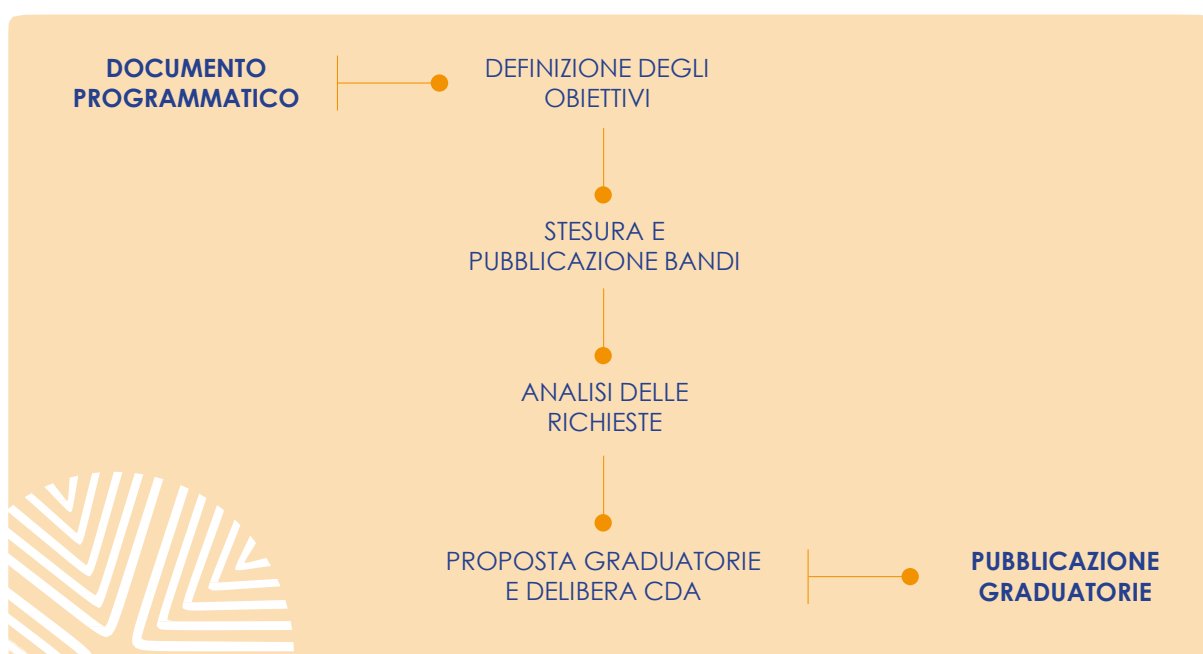 DOCUMENTO
PROGRAMMATICO
DEFINIZIONE DEGLI
OBIETTIVI
STESURA E
PUBBLICAZIONE BANDI
ANALISI DELLE
RICHIESTE
PROPOSTA GRADUATORIE
E DELIBERA CDA
PUBBLICAZIONE
GRADUATORIE